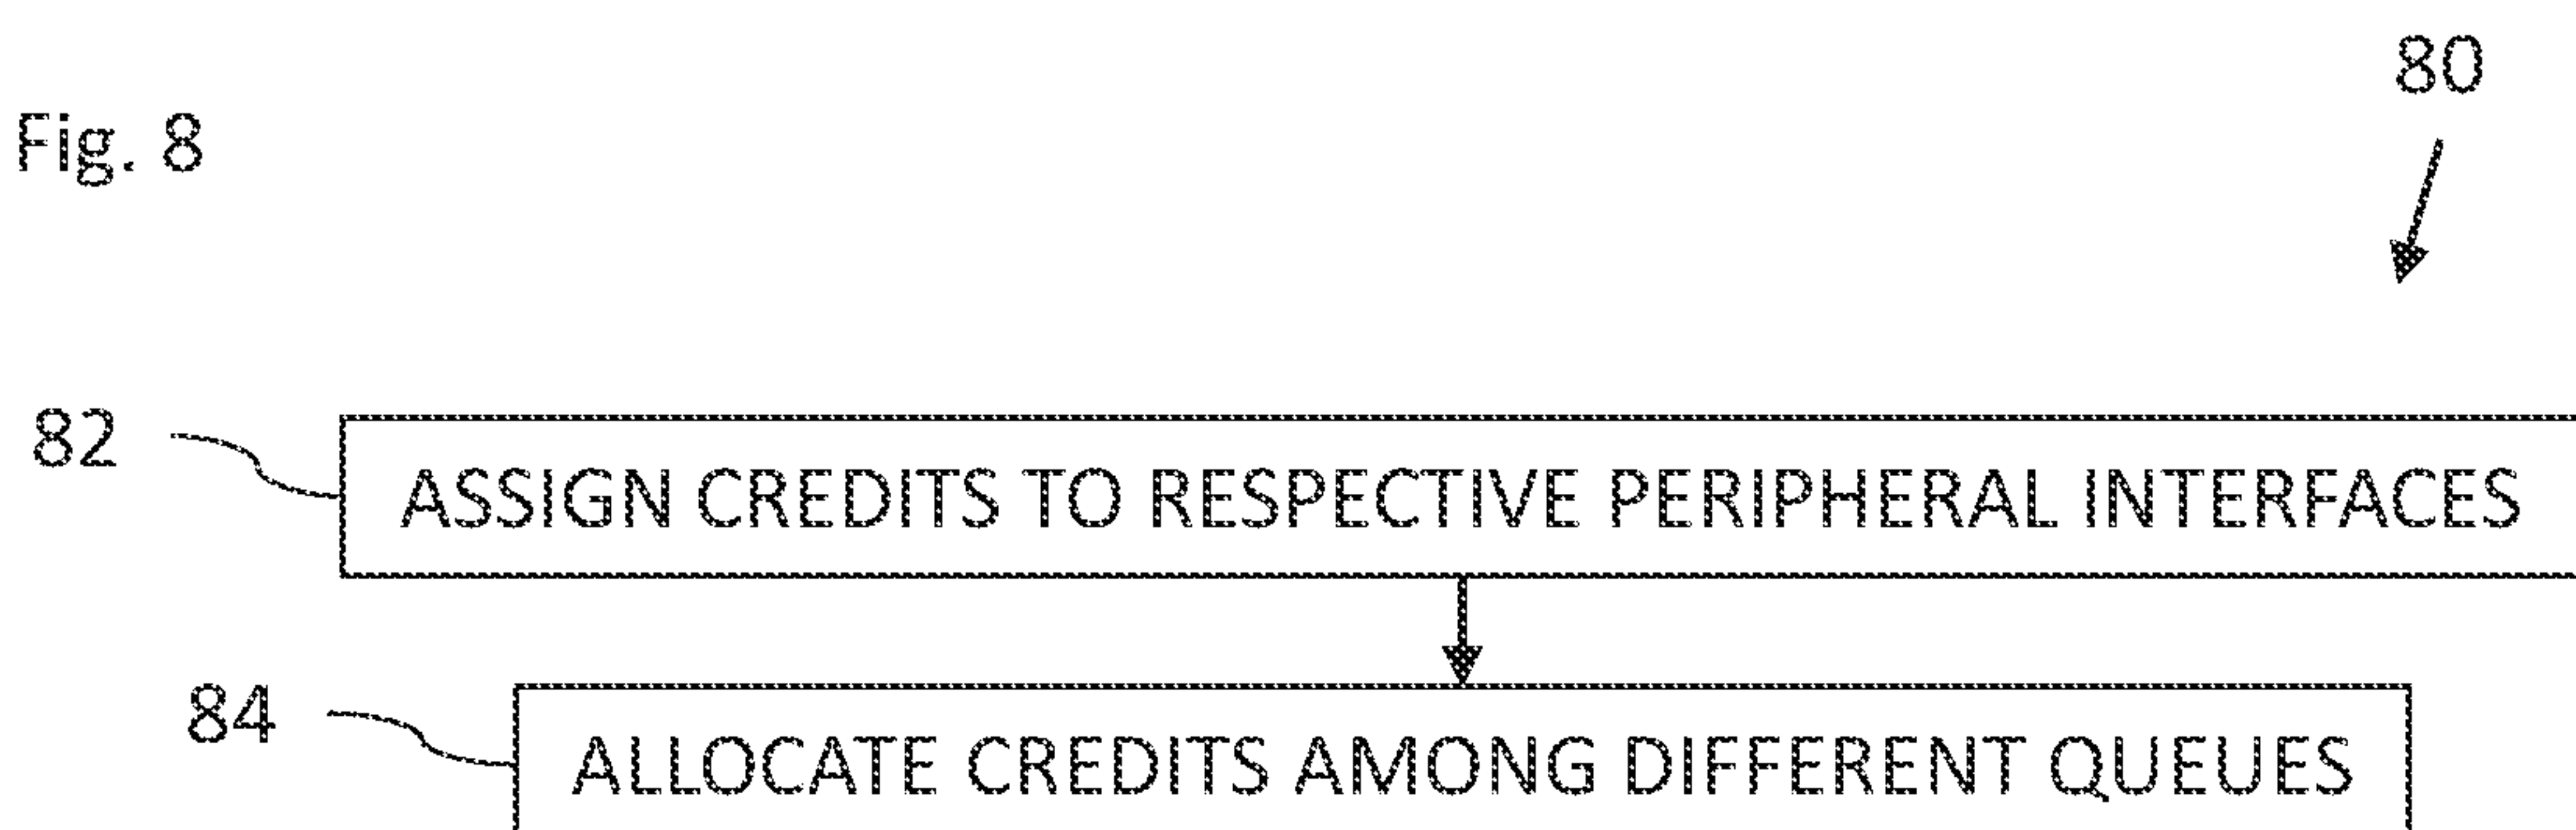 80
Fig. 8
82
ASSIGN CREDITS TO RESPECTIVE PERIPHERAL INTERFACES
84
ALLOCATE CREDITS AMONG DIFFERENT QUEUES